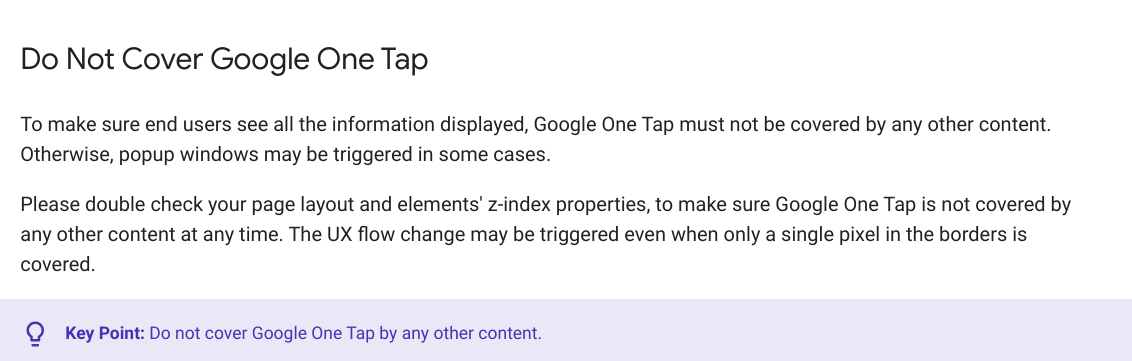 Do Not Cover Google One Tap
To make sure end users see all the information displayed, Google One Tap must not be covered by any other content.
Otherwise, popup windows may be triggered in some cases.
Please double check your page layout and elements' z-index properties, to make sure Google One Tap is not covered by
any other content at any time. The UX flow change may be triggered even when only a single pixel in the borders is
covered.
Key Point: Do not cover Google One Tap by any other content.